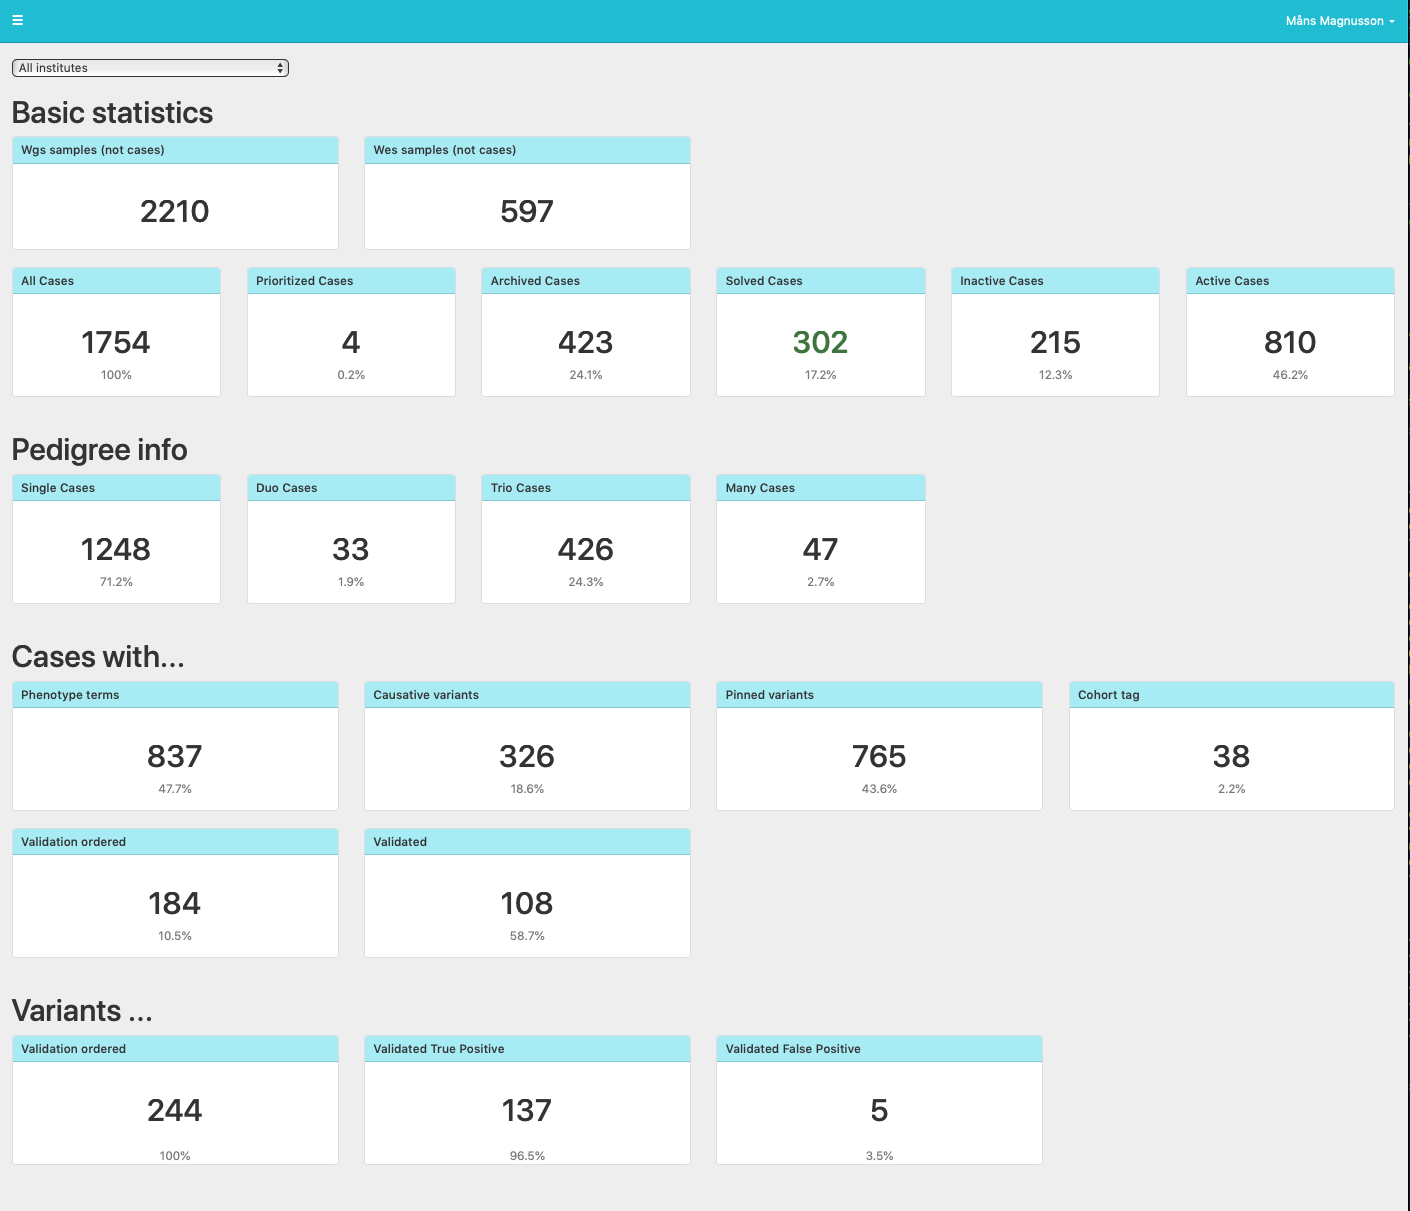 ☰
Måns Magnusson
All institutes
Basic statistics
Wgs samples (not cases)
Wes samples (not cases)
2210
597
All Cases
Prioritized Cases
Archived Cases
Solved Cases
Inactive Cases
Active Cases
1754
4
423
302
215
810
100%
0.2%
24.1%
17.2%
12.3%
46.2%
Pedigree info
Single Cases
Duo Cases
Trio Cases
Many Cases
1248
33
426
47
71.2%
1.9%
24.3%
2.7%
Cases with...
Phenotype terms
Causative variants
Pinned variants
Cohort tag
837
326
765
38
47.7%
18.6%
43.6%
2.2%
Validation ordered
Validated
184
108
10.5%
58.7%
Variants ...
Validation ordered
Validated True Positive
Validated False Positive
244
137
5
100%
96.5%
3.5%